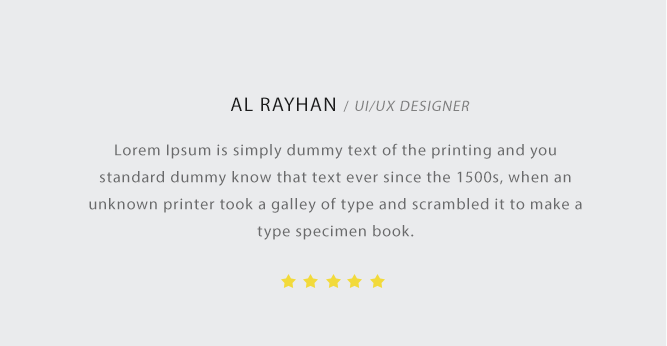 AL RAYHAN / UI/UX DESIGNER
Lorem Ipsum is simply dummy text of the printing and you
standard dummy know that text ever since the 1500s, when an
unknown printer took a galley of type and scrambled it to make a
type specimen book.